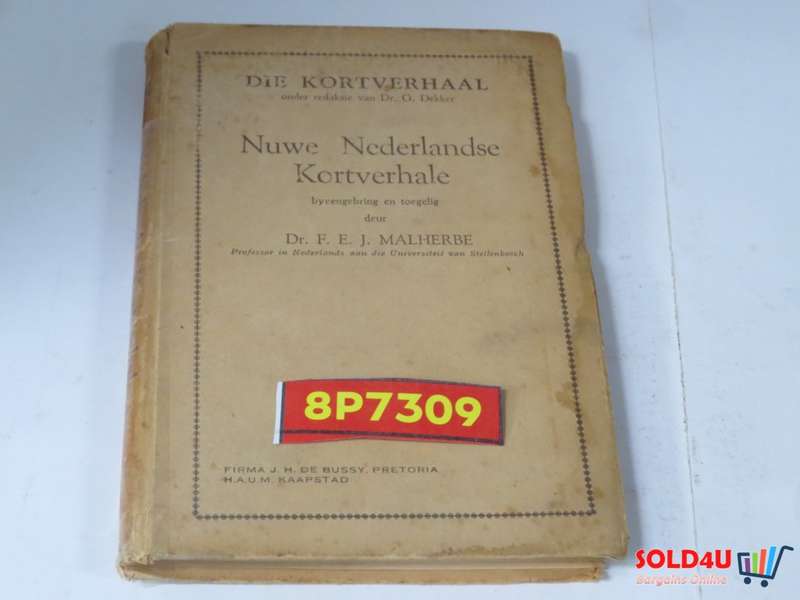 DIE KORTVERHAAL
onder redaksie van Dr. G. Dekker
Nuwe Nederlandse
Kortverhale
byeengebring en toegelig
deur
Dr. F. E. J. MALHERBE
Professor in Nederlands aan die Universiteit van Stellenbosch
8P7309
FIRMA J. H. DE BUSSY, PRETORIA
H.A.U.M. KAAPSTAD
SOLD4U
Bargains Online